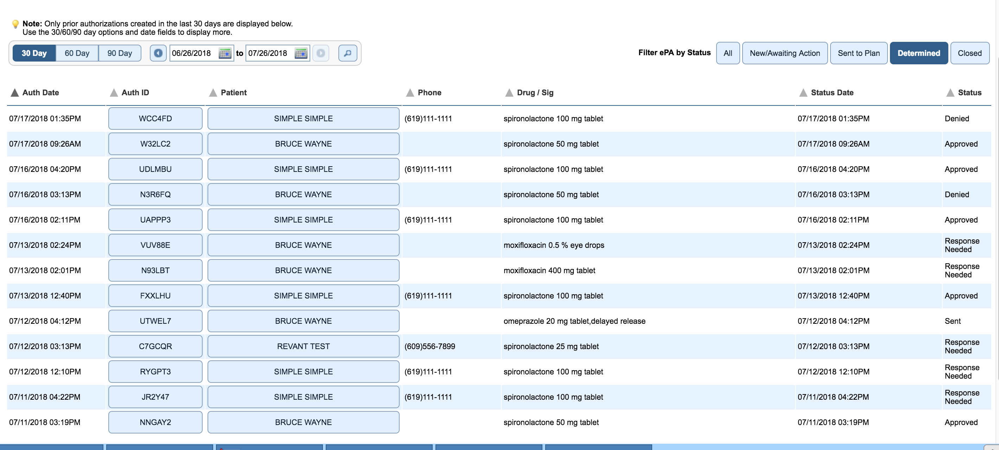 Note: Only prior authorizations created in the last 30 days are displayed below.
Use the 30/60/90 day options and date fields to display more.
30 Day 60 Day 90 Day 06/26/2018 to 07/26/2018 Filter ePA by Status All New/Awaiting Action Sent to Plan Determined Closed
Auth Date Auth ID Patient Phone Drug / Sig Status Date Status
07/17/2018 01:35PM WCC4FD SIMPLE SIMPLE (619)111-1111 spironolactone 100 mg tablet 07/17/2018 01:35PM Denied
07/17/2018 09:26AM W32LC2 BRUCE WAYNE spironolactone 50 mg tablet 07/17/2018 09:26AM Approved
07/16/2018 04:20PM UDLMBU SIMPLE SIMPLE (619)111-1111 spironolactone 100 mg tablet 07/16/2018 04:20PM Approved
07/16/2018 03:13PM N3R6FQ BRUCE WAYNE spironolactone 50 mg tablet 07/16/2018 03:13PM Denied
07/16/2018 02:11PM UAPPP3 SIMPLE SIMPLE (619)111-1111 spironolactone 100 mg tablet 07/16/2018 02:11PM Approved
07/13/2018 02:24PM VUV88E BRUCE WAYNE moxifloxacin 0.5 % eye drops 07/13/2018 02:24PM Response
Needed
07/13/2018 02:01PM N93LBT BRUCE WAYNE moxifloxacin 400 mg tablet 07/13/2018 02:01PM Response
Needed
07/13/2018 12:40PM FXXLHU SIMPLE SIMPLE (619)111-1111 spironolactone 100 mg tablet 07/13/2018 12:40PM Approved
07/12/2018 04:12PM UTWEL7 BRUCE WAYNE omeprazole 20 mg tablet,delayed release 07/12/2018 04:12PM Sent
07/12/2018 03:13PM C7GCQR REVANT TEST (609)556-7899 spironolactone 25 mg tablet 07/12/2018 03:13PM Response
Needed
07/12/2018 12:10PM RYGPT3 SIMPLE SIMPLE (619)111-1111 spironolactone 100 mg tablet 07/12/2018 12:10PM Response
Needed
07/11/2018 04:22PM JR2Y47 SIMPLE SIMPLE (619)111-1111 spironolactone 100 mg tablet 07/11/2018 04:22PM Response
Needed
07/11/2018 03:19PM NNGAY2 BRUCE WAYNE spironolactone 50 mg tablet 07/11/2018 03:19PM Approved